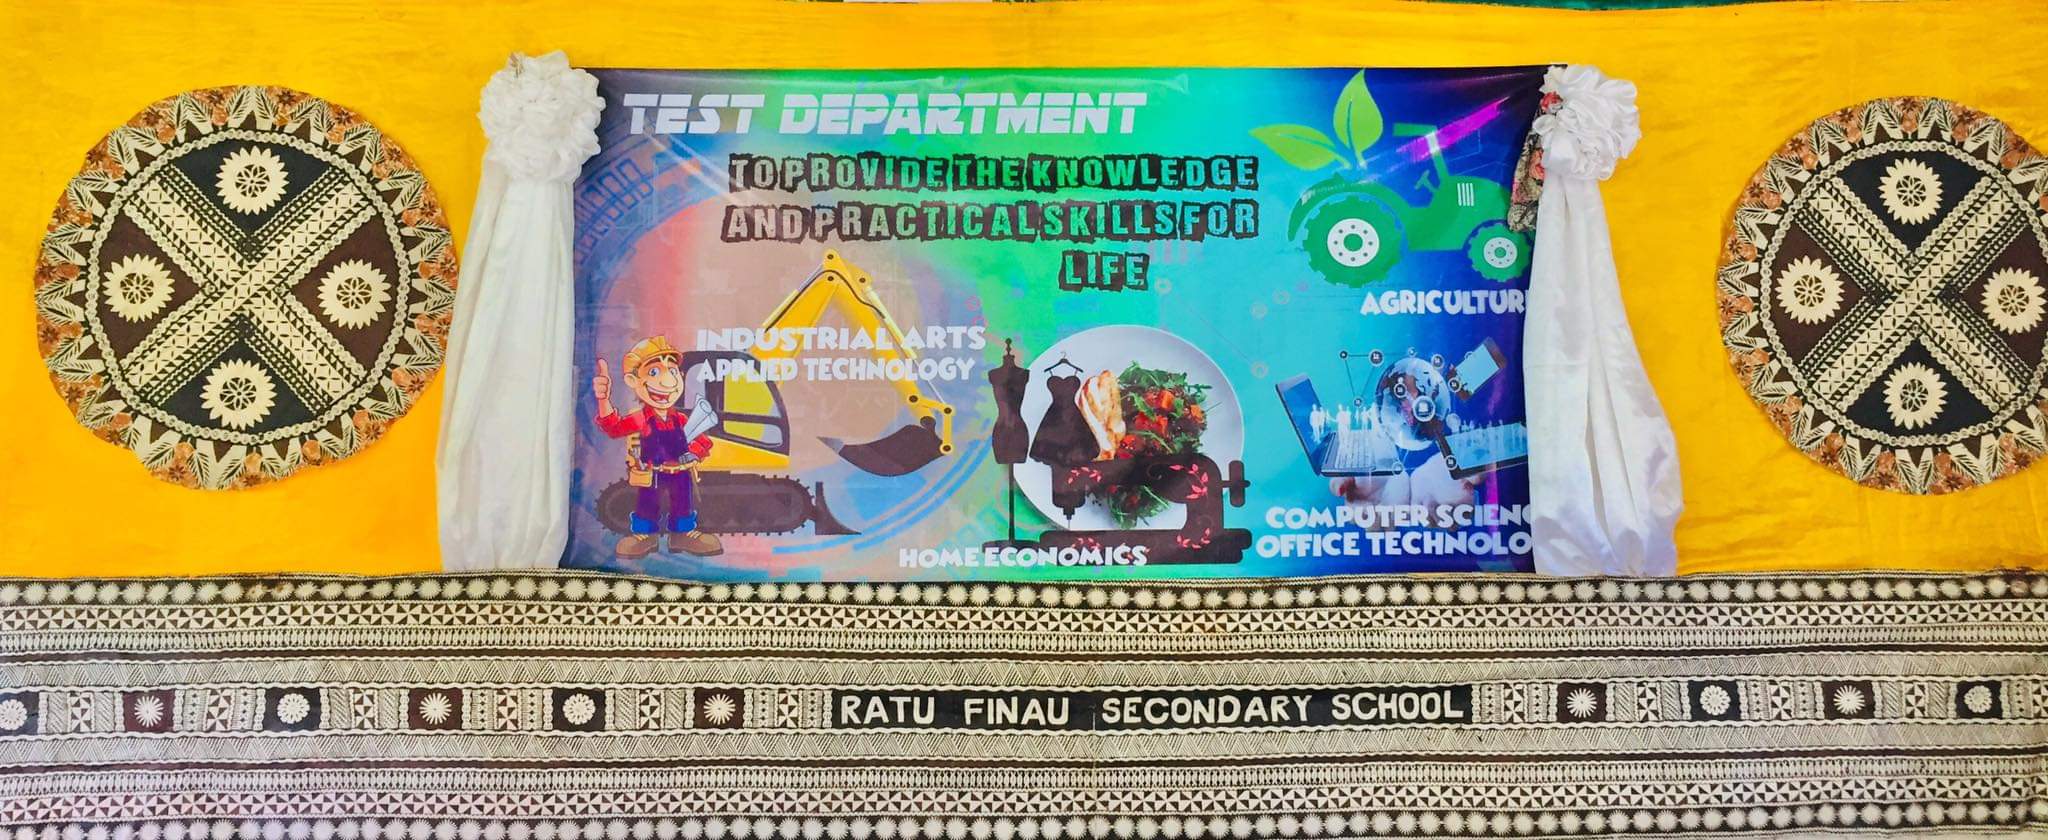 TEST DEPARTMENT
TO PROVIDE THE KNOWLEDGE
AND PRACTICAL SKILLS FOR
LIFE
AGRICULTUR
INDUSTRIAL ARTS
APPLIED TECHNOLOGY
HOME ECONOMICS
COMPUTER SCIENC
OFFICE TECHNOLO
RATU FINAU SECONDARY SCHOOL